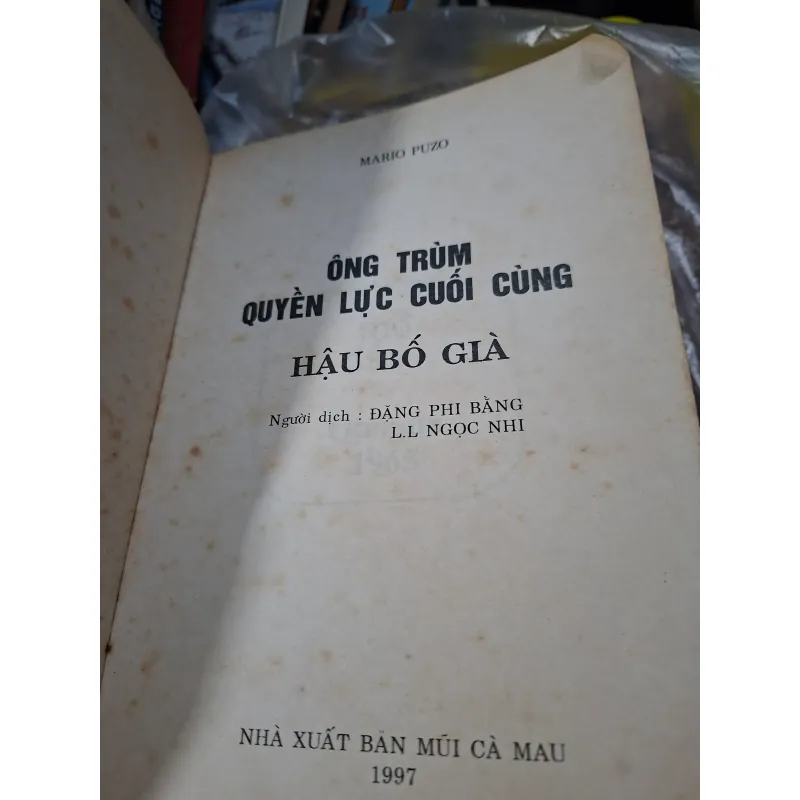 MARIO PUZO
ÔNG TRÙM
QUYỀN LỰC CUỐI CÙNG
HẬU BỐ GIÀ
Người dịch : ĐẶNG PHI BẰNG
L.L NGỌC NHI
NHÀ XUẤT BẢN MŨI CÀ MAU
1997